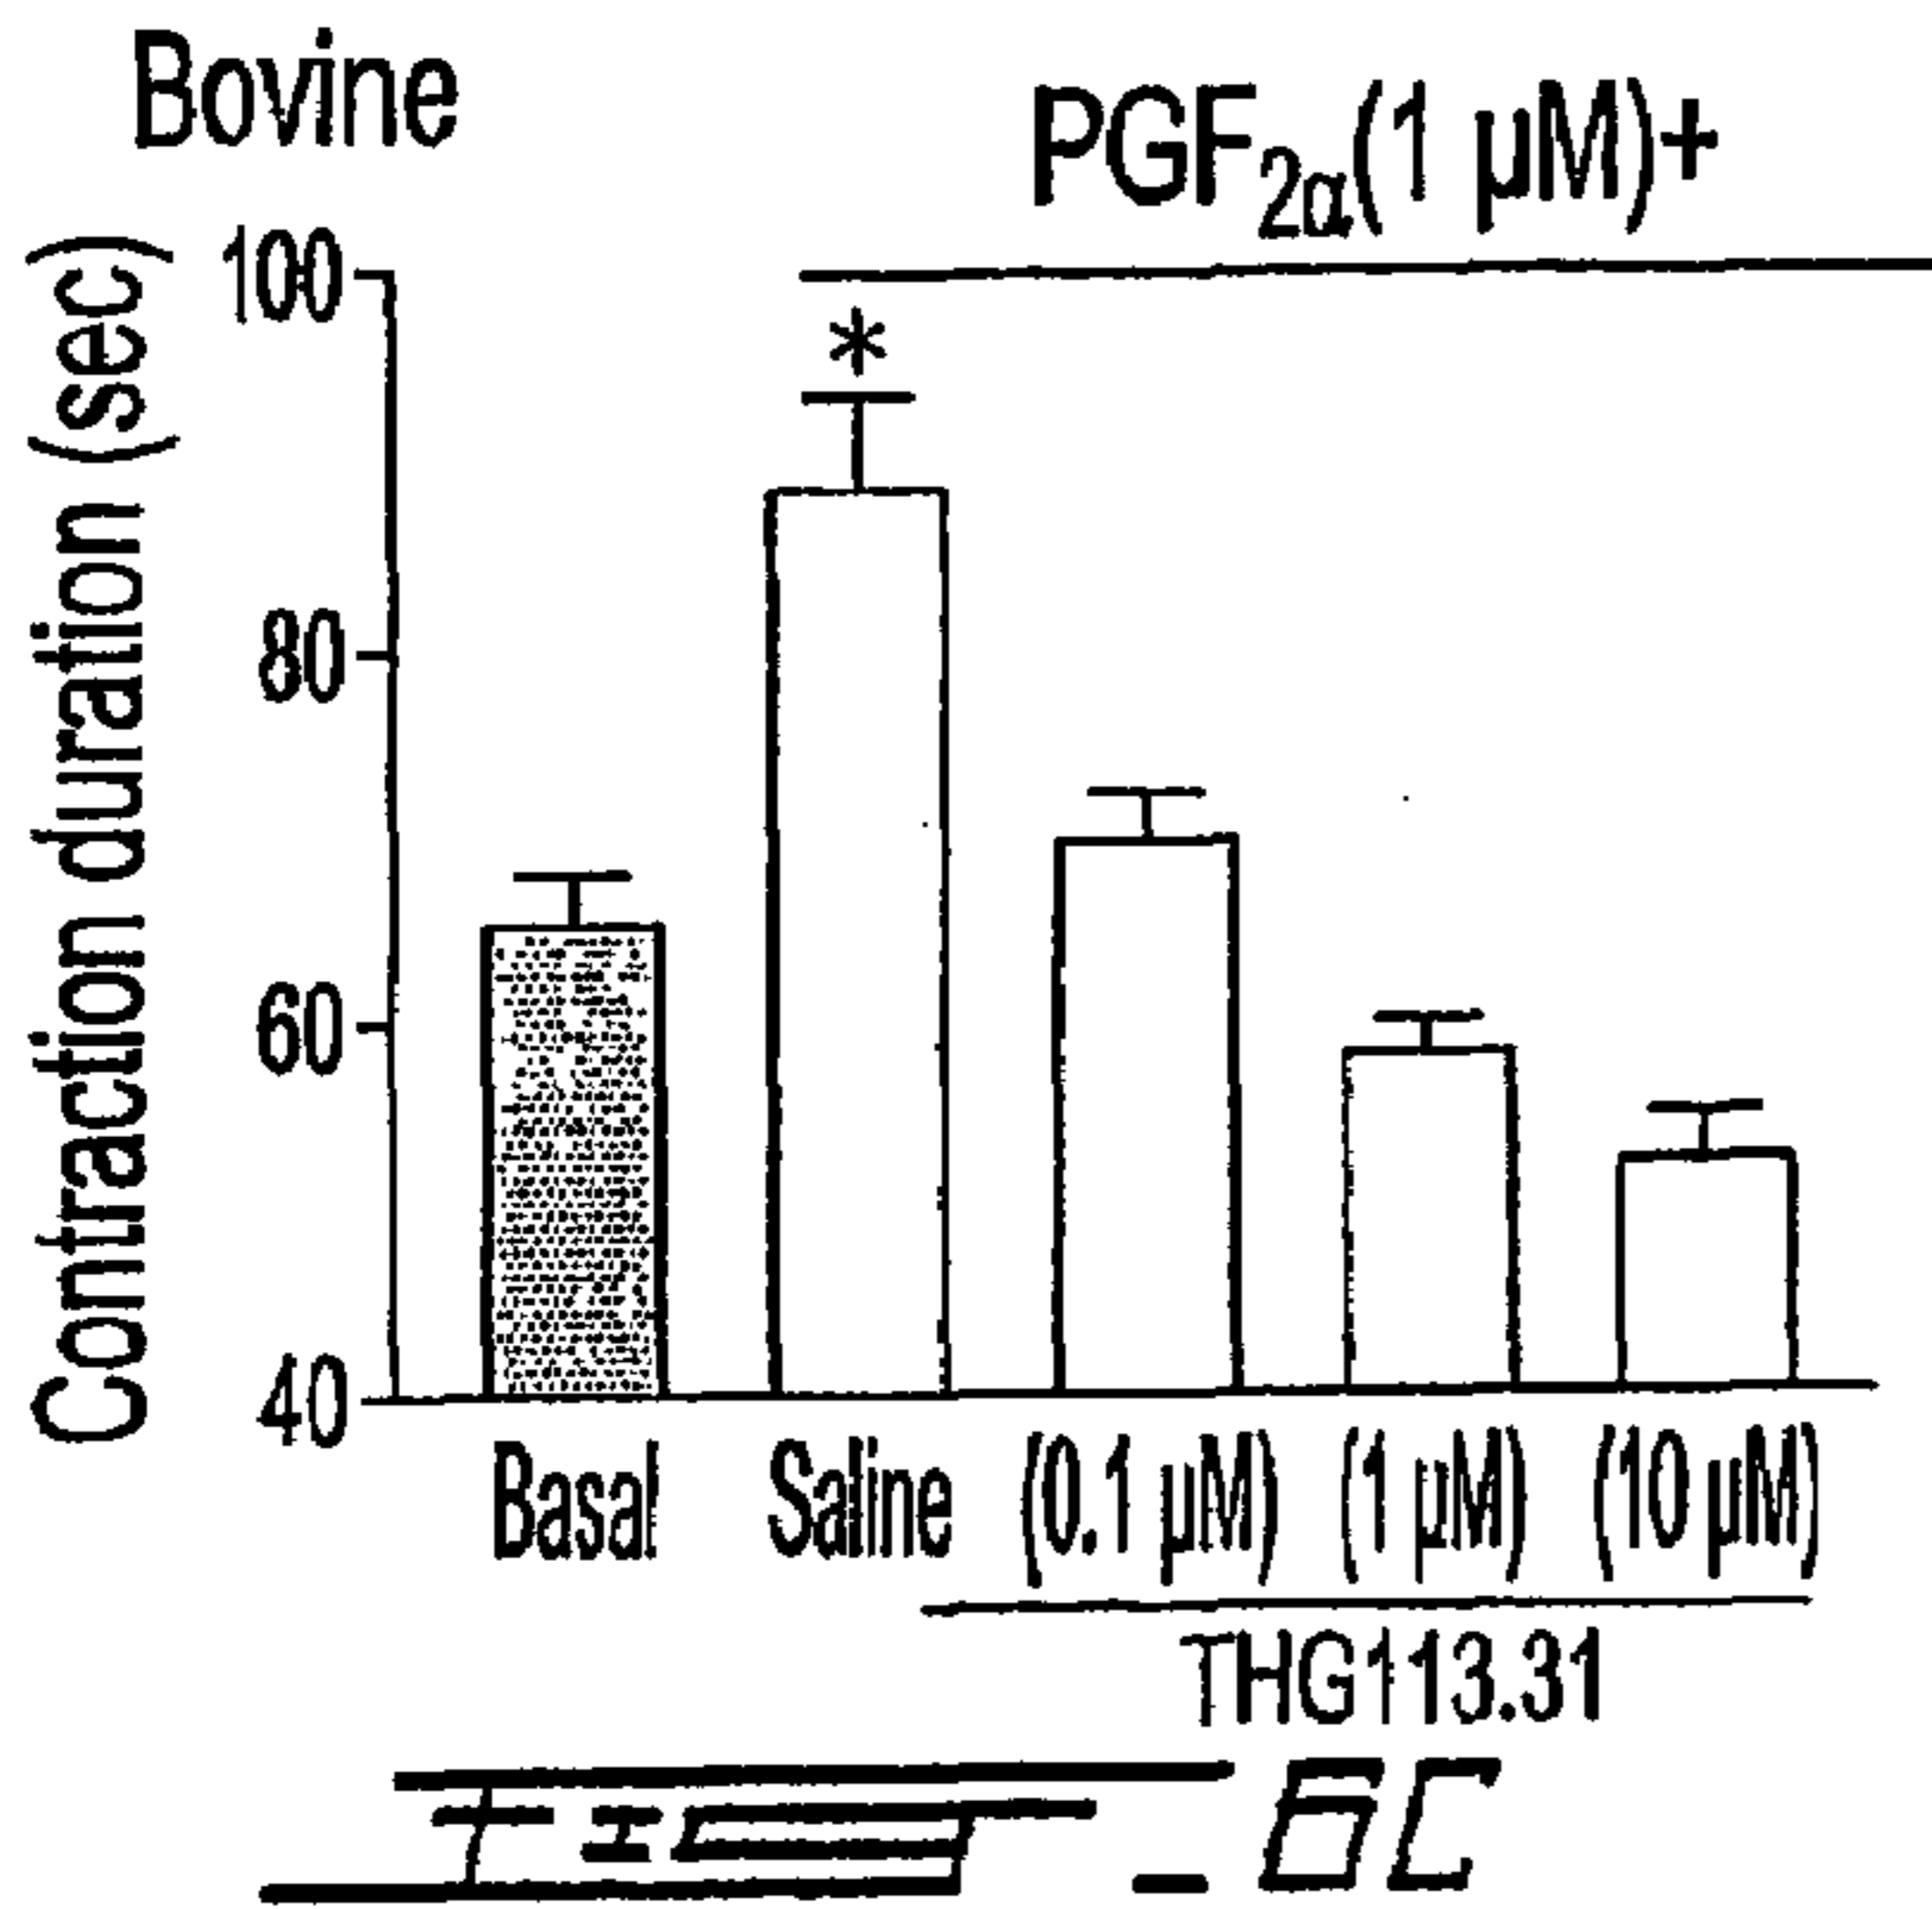 Bovine
PGF2α(1 μM)+
*
Contraction duration (sec)
100
80
60
40
Basal Saline (0.1 μM) (1 μM) (10 μM)
THG113.31
6C